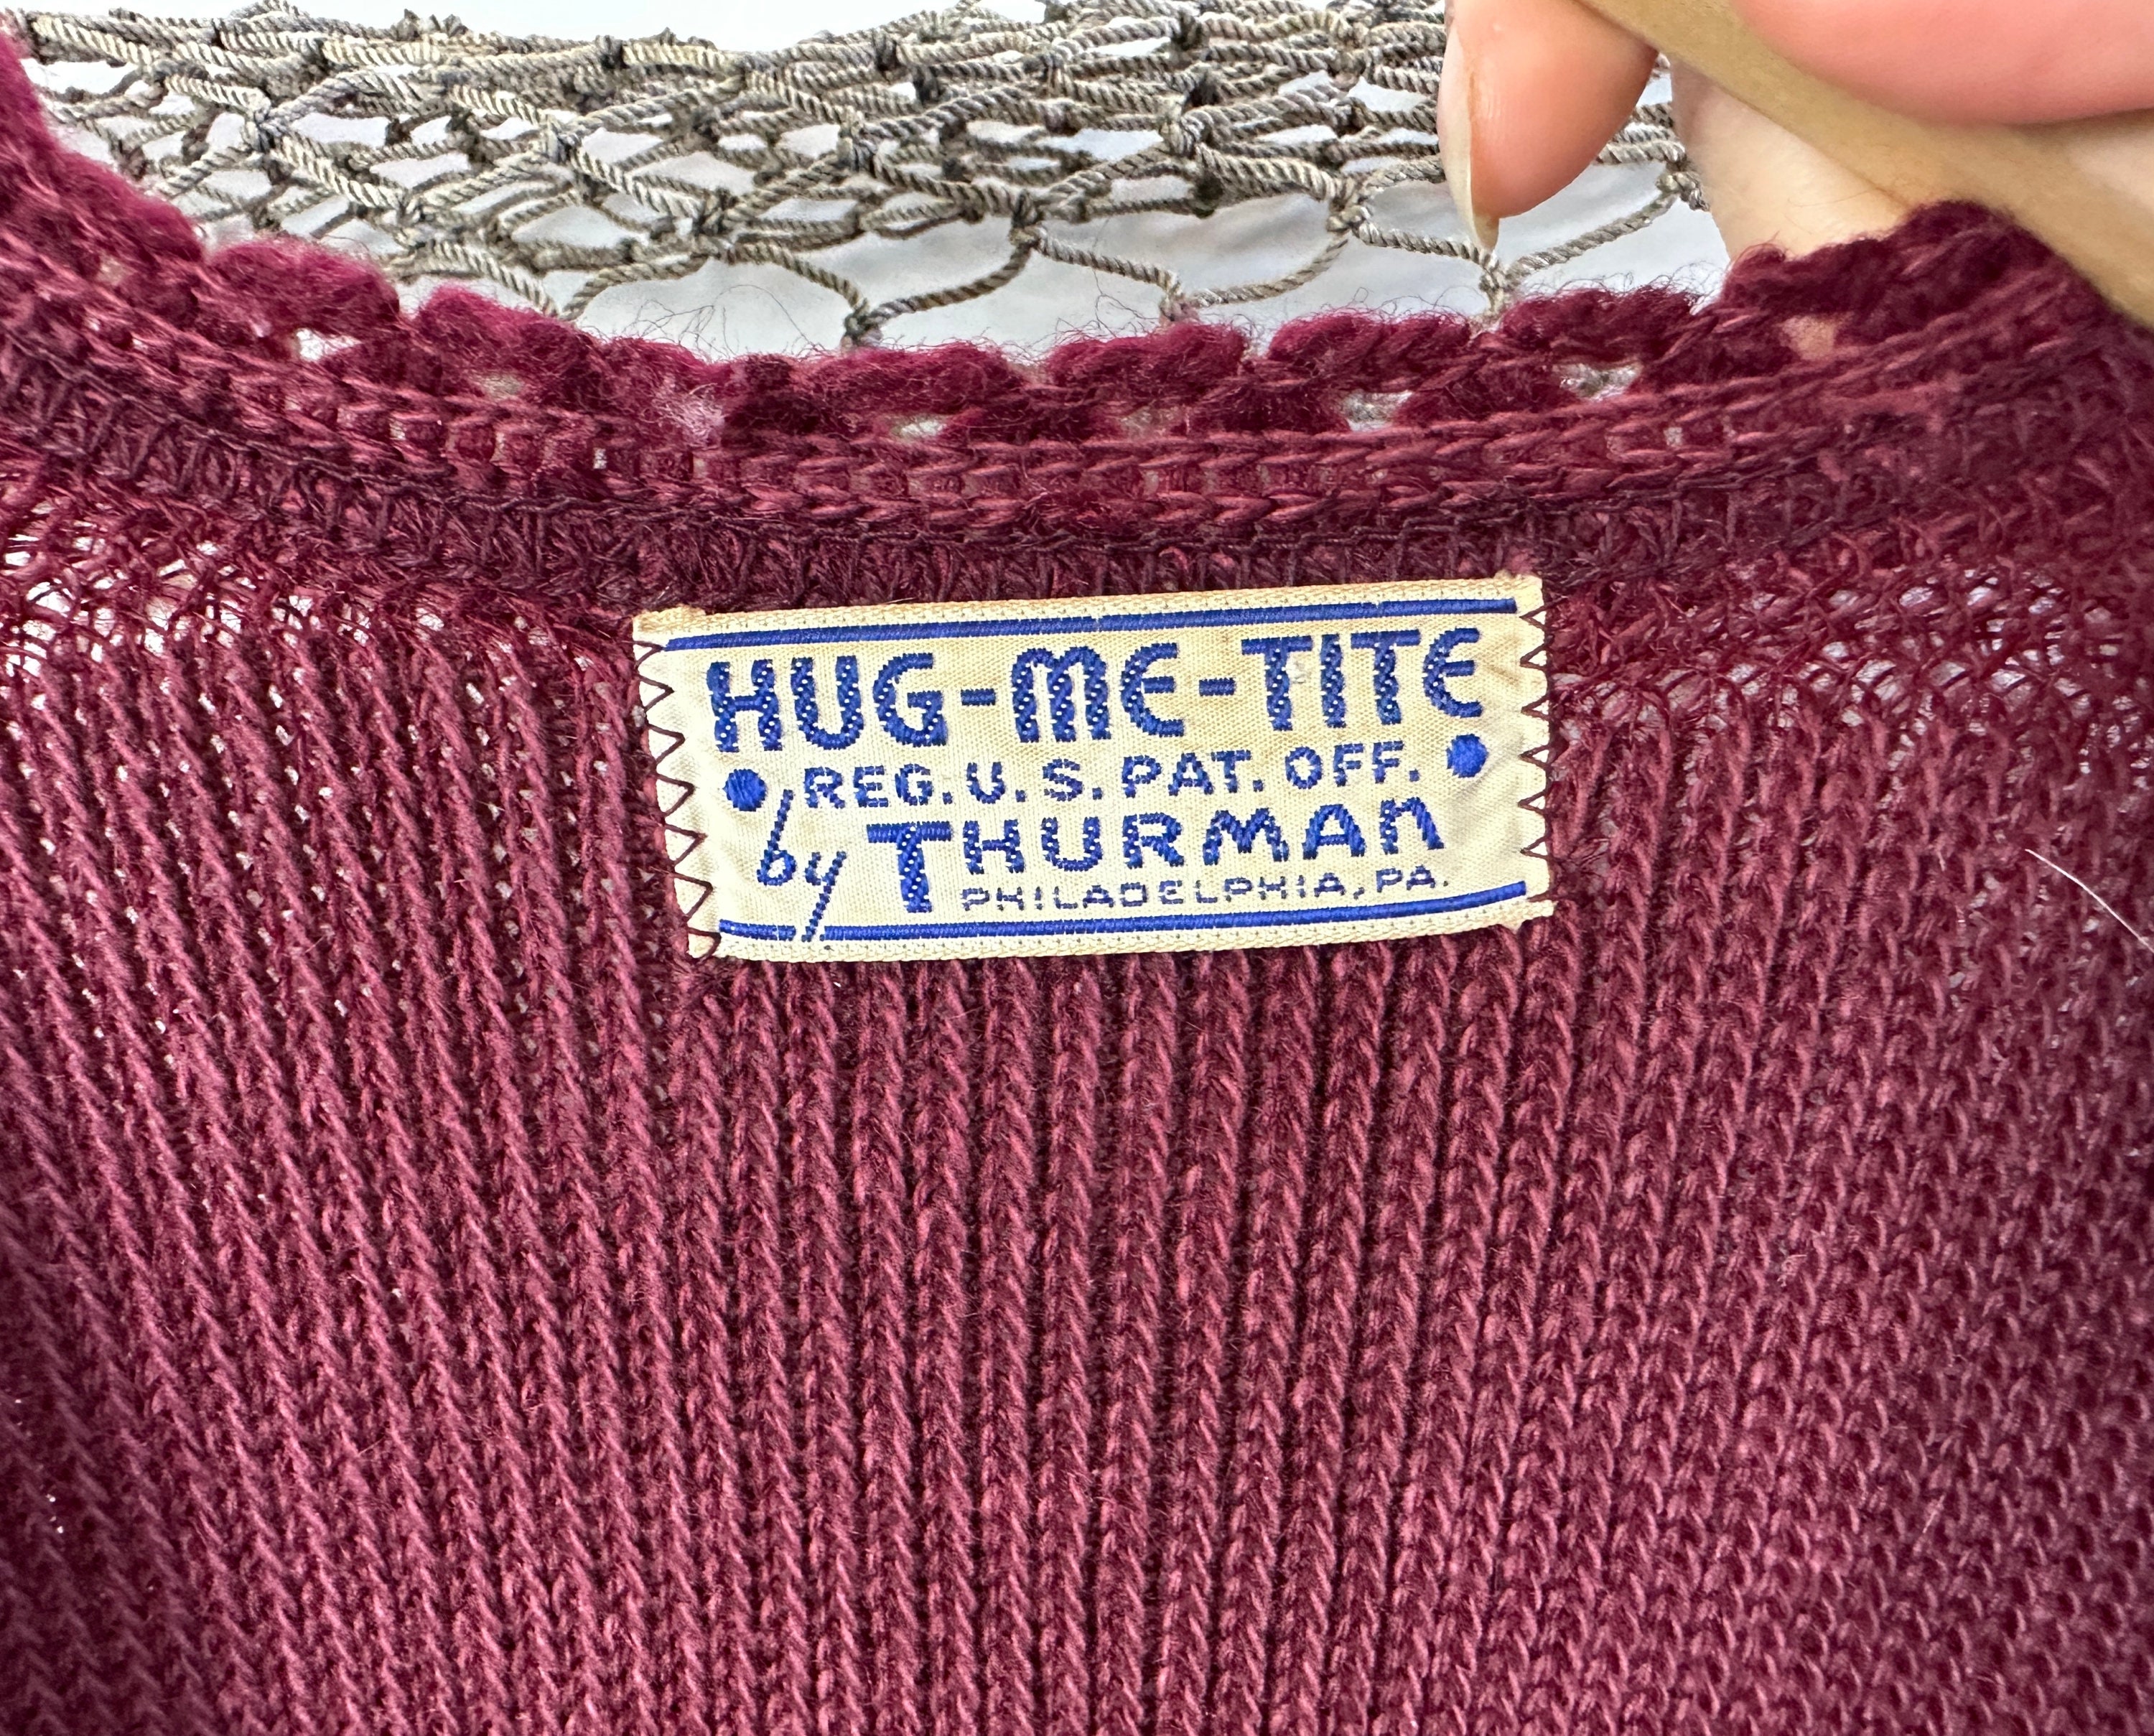 HUG-ME-TITE
REG. U. S. PAT. OFF.
by THURMAN
PHILADELPHIA, PA.